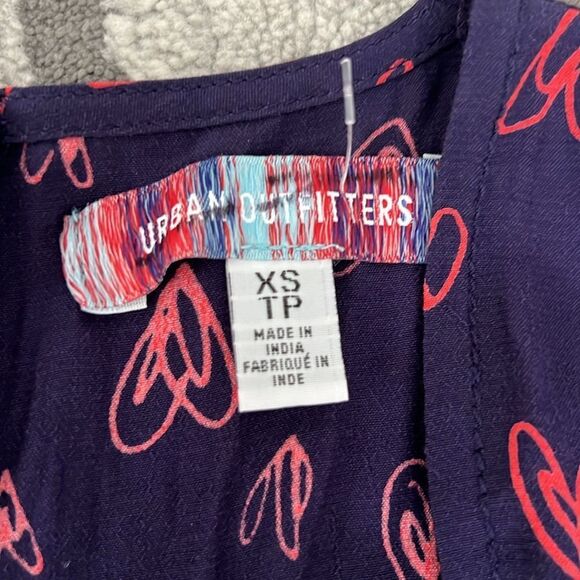 URBAN OUTFITTERS
XS
TP
MADE IN
INDIA
FABRIQUÉ IN
INDE